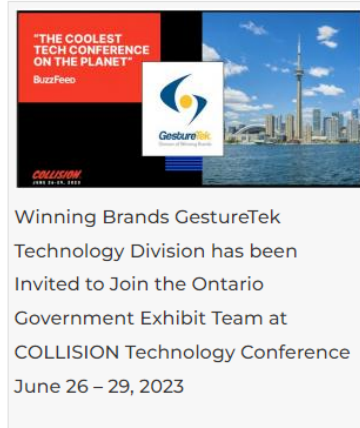 "THE COOLEST
TECH CONFERENCE
ON THE PLANET"
BuzzFeed
GestureTek
Division of Winning Brands
COLLISION
JUNE 26-29, 2023
Winning Brands GestureTek
Technology Division has been
Invited to Join the Ontario
Government Exhibit Team at
COLLISION Technology Conference
June 26 – 29, 2023